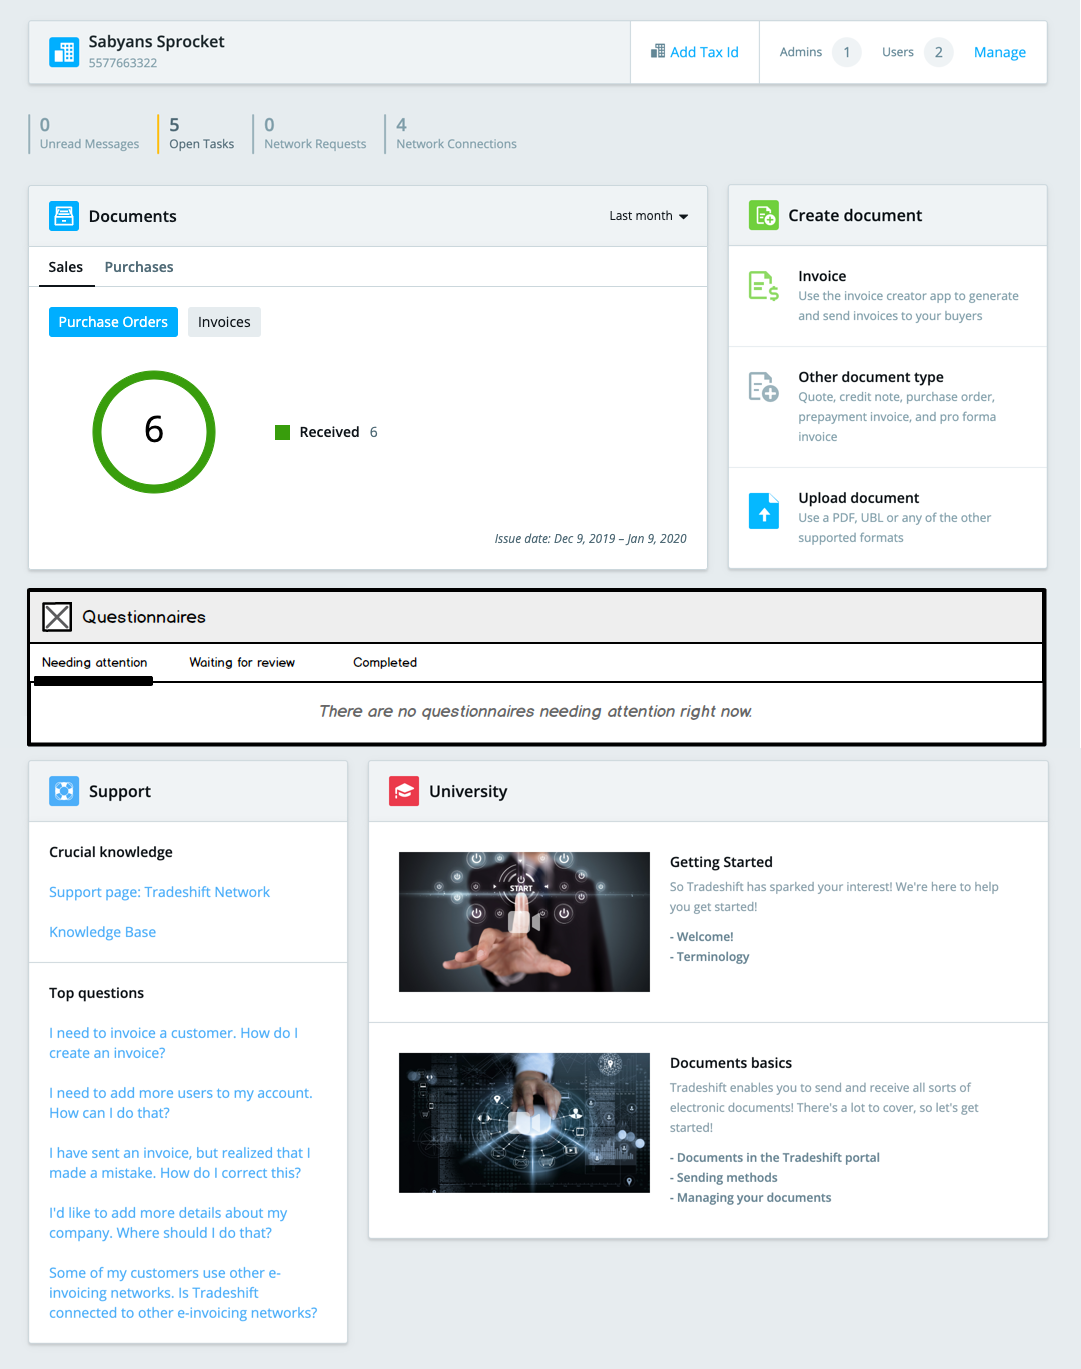 Sabyans Sprocket
5577663322
Add Tax Id
Admins 1 Users 2 Manage
0
Unread Messages
5
Open Tasks
0
Network Requests
4
Network Connections
Documents
Last month
Sales Purchases
Purchase Orders Invoices
6
Received 6
Issue date: Dec 9, 2019 – Jan 9, 2020
Create document
Invoice
Use the invoice creator app to generate
and send invoices to your buyers
Other document type
Quote, credit note, purchase order,
prepayment invoice, and pro forma
invoice
Upload document
Use a PDF, UBL or any of the other
supported formats
Questionnaires
Needing attention Waiting for review Completed
There are no questionnaires needing attention right now.
Support
Crucial knowledge
Support page: Tradeshift Network
Knowledge Base
Top questions
I need to invoice a customer. How do I
create an invoice?
I need to add more users to my account.
How can I do that?
I have sent an invoice, but realized that I
made a mistake. How do I correct this?
I'd like to add more details about my
company. Where should I do that?
Some of my customers use other e-
invoicing networks. Is Tradeshift
connected to other e-invoicing networks?
University
START
Getting Started
So Tradeshift has sparked your interest! We're here to help
you get started!
- Welcome!
- Terminology
Documents basics
Tradeshift enables you to send and receive all sorts of
electronic documents! There's a lot to cover, so let's get
started!
- Documents in the Tradeshift portal
- Sending methods
- Managing your documents